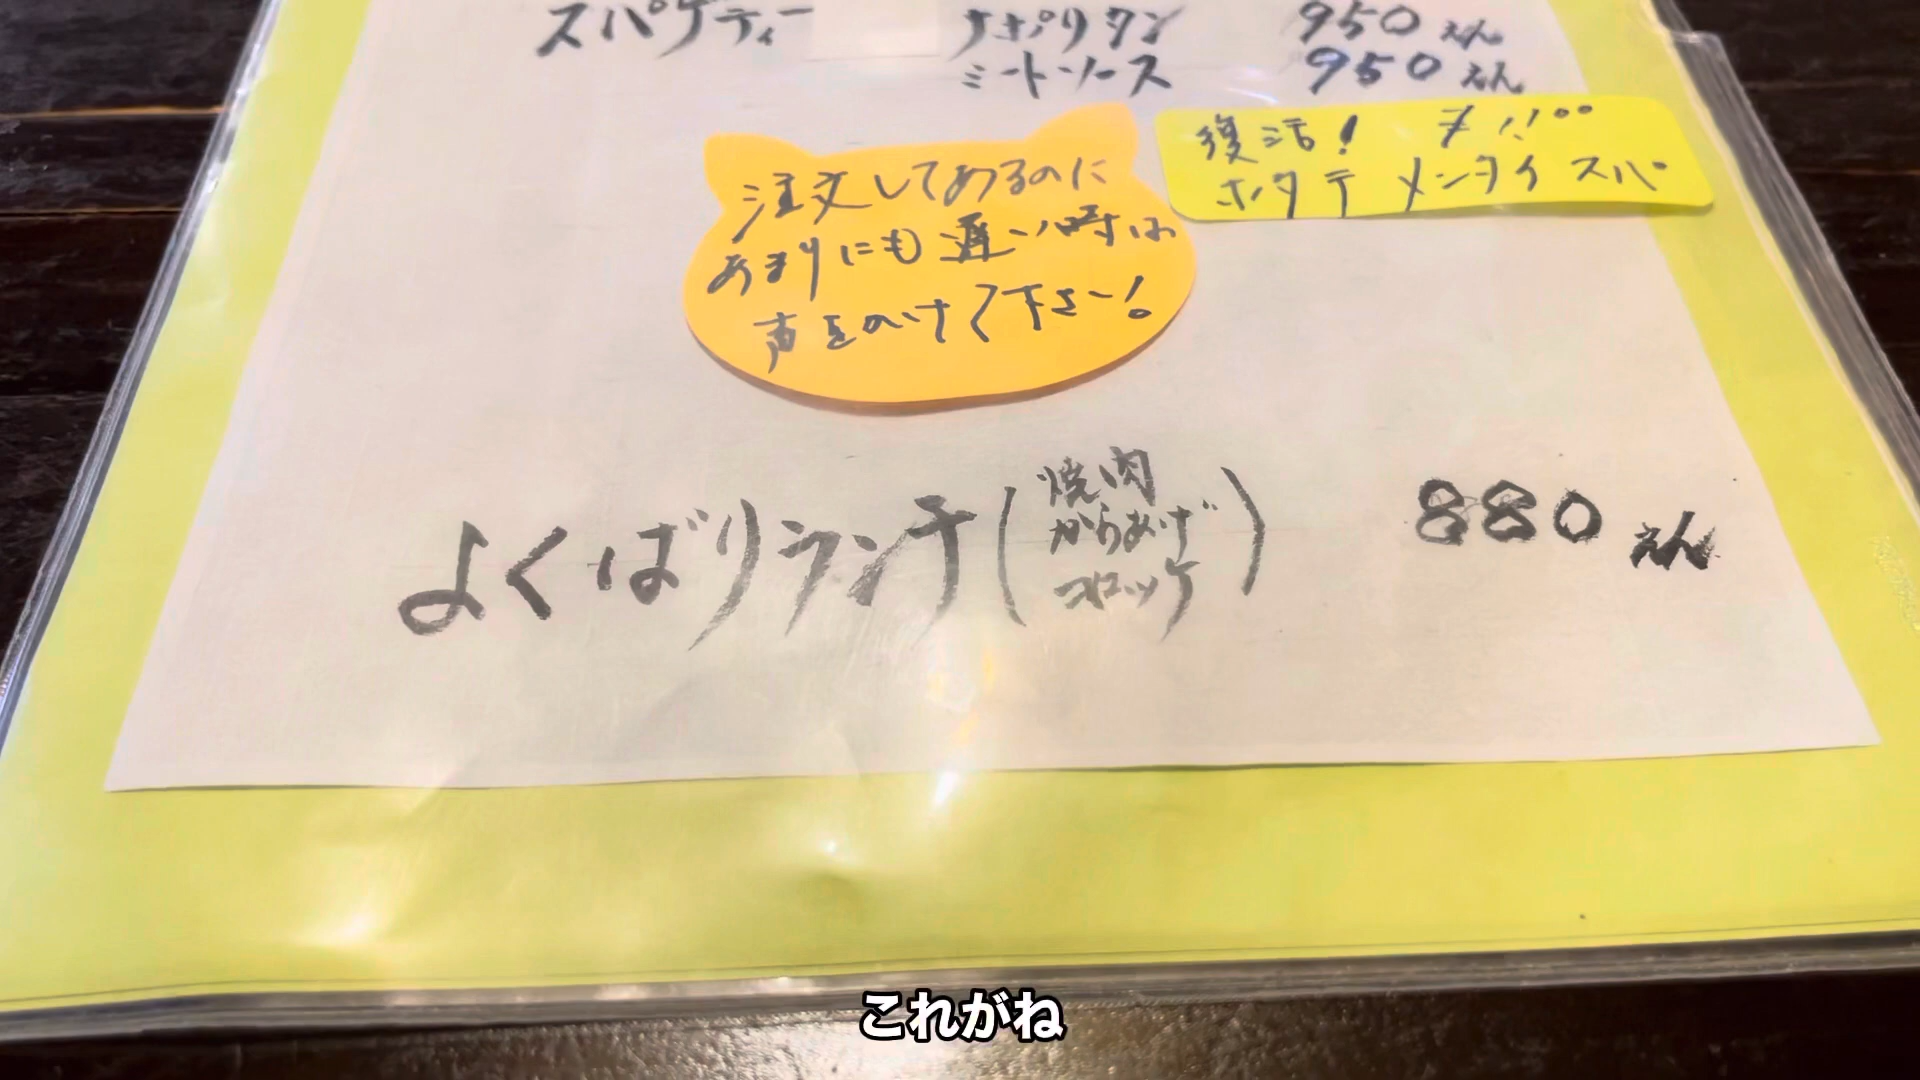 スパゲティー ナポリタン 950えん
ミートソース 950えん
復活! ¥1,100
ホタテ メンタイ スパ
注文してあるのに
あまりにも遅い時は
声をかけて下さい!
よくばりランチ(焼肉 からあげ コロッケ) 880えん
これがね